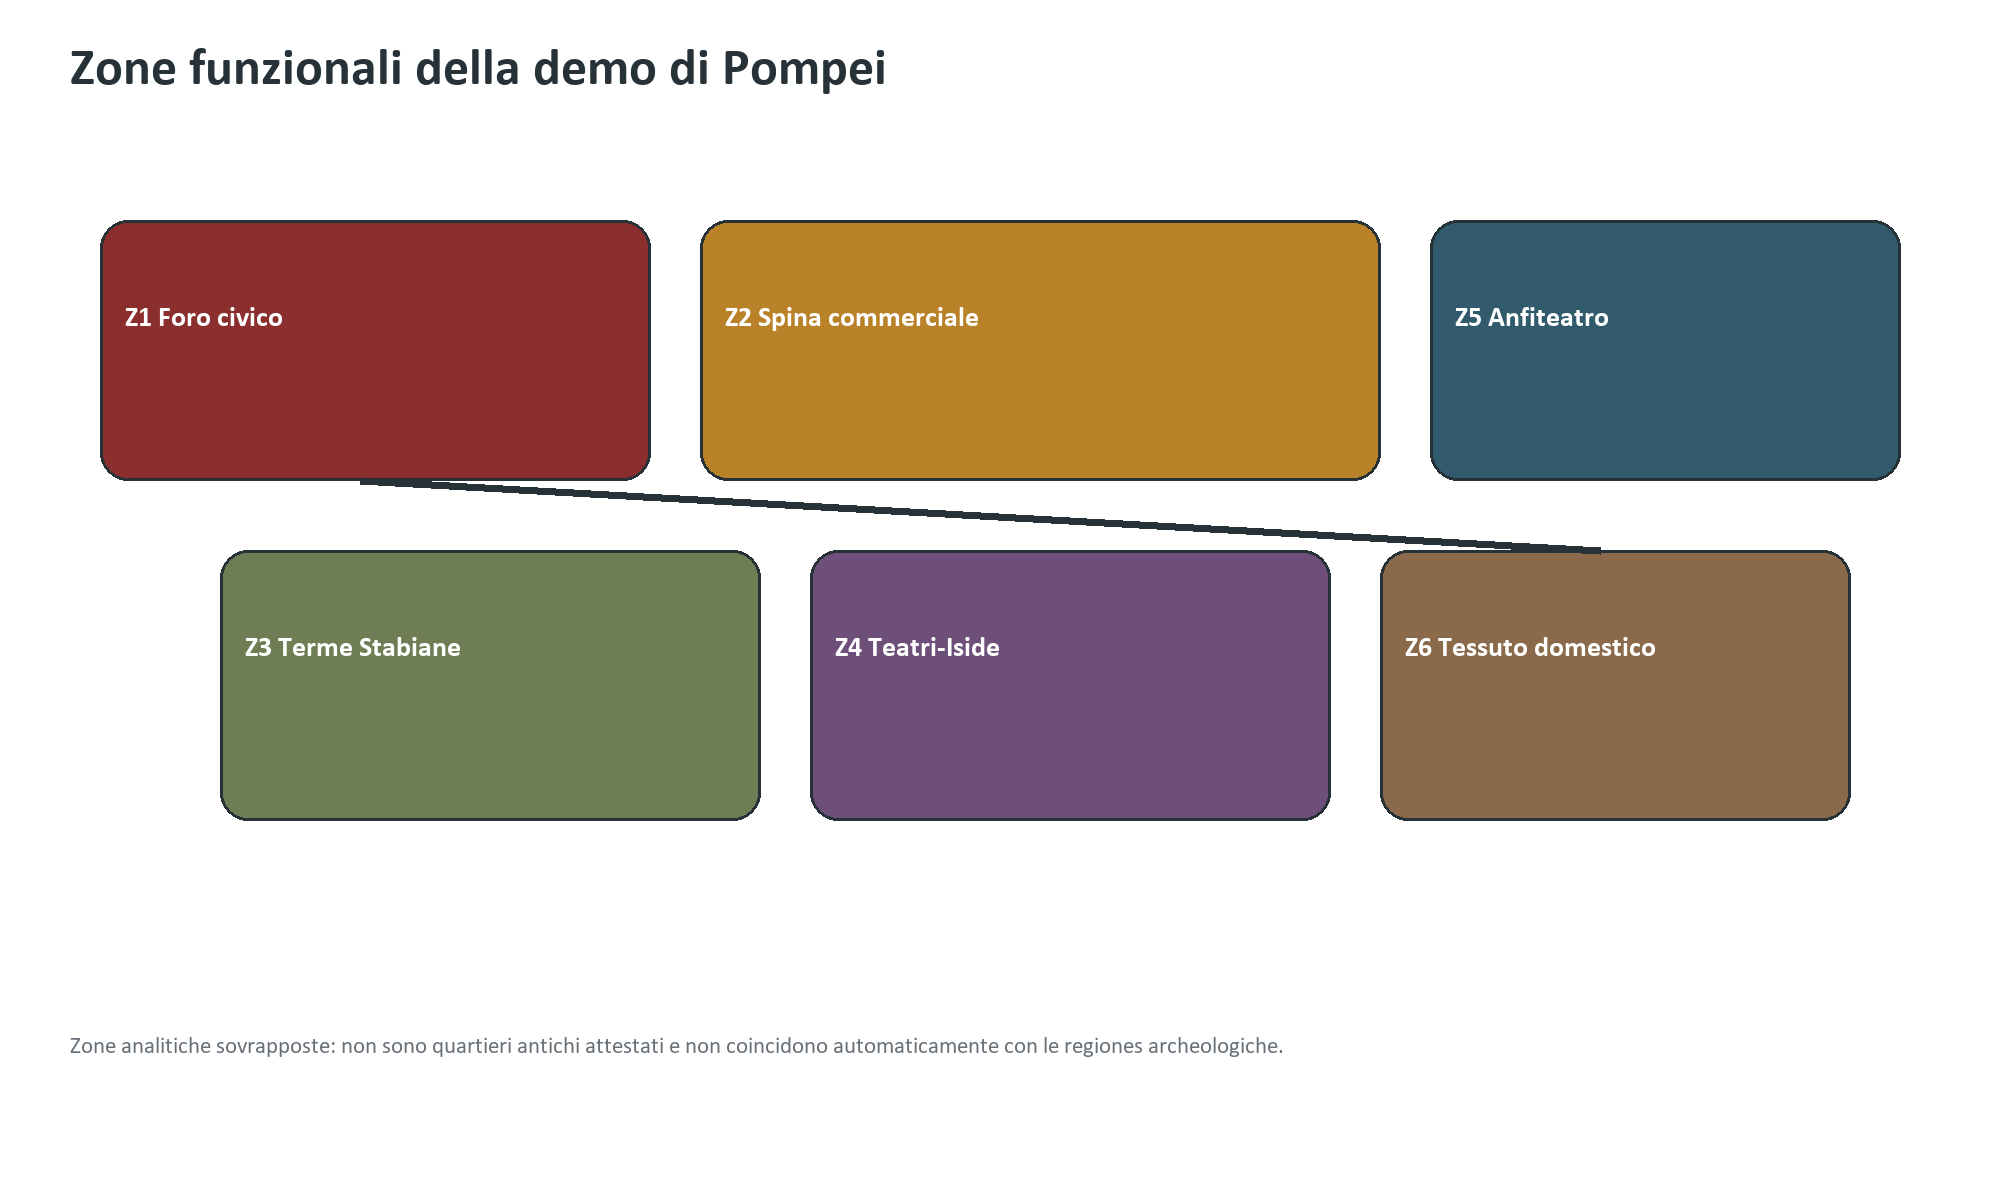 Zone funzionali della demo di Pompei
Z1 Foro civico
Z2 Spina commerciale
Z5 Anfiteatro
Z3 Terme Stabiane
Z4 Teatri-Iside
Z6 Tessuto domestico
Zone analitiche sovrapposte: non sono quartieri antichi attestati e non coincidono automaticamente con le regiones archeologiche.